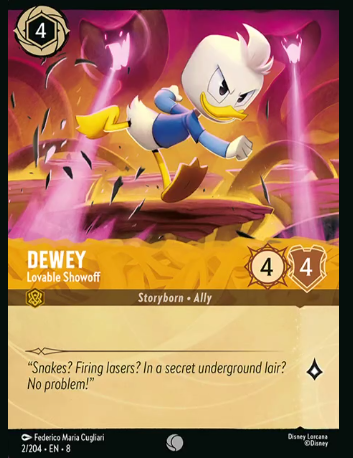 4
DEWEY
Lovable Showoff
4 4
Storyborn • Ally
“Snakes? Firing lasers? In a secret underground lair?
No problem!”
Federico Maria Cugliari
2/204 • EN • 8
Disney Lorcana
©Disney